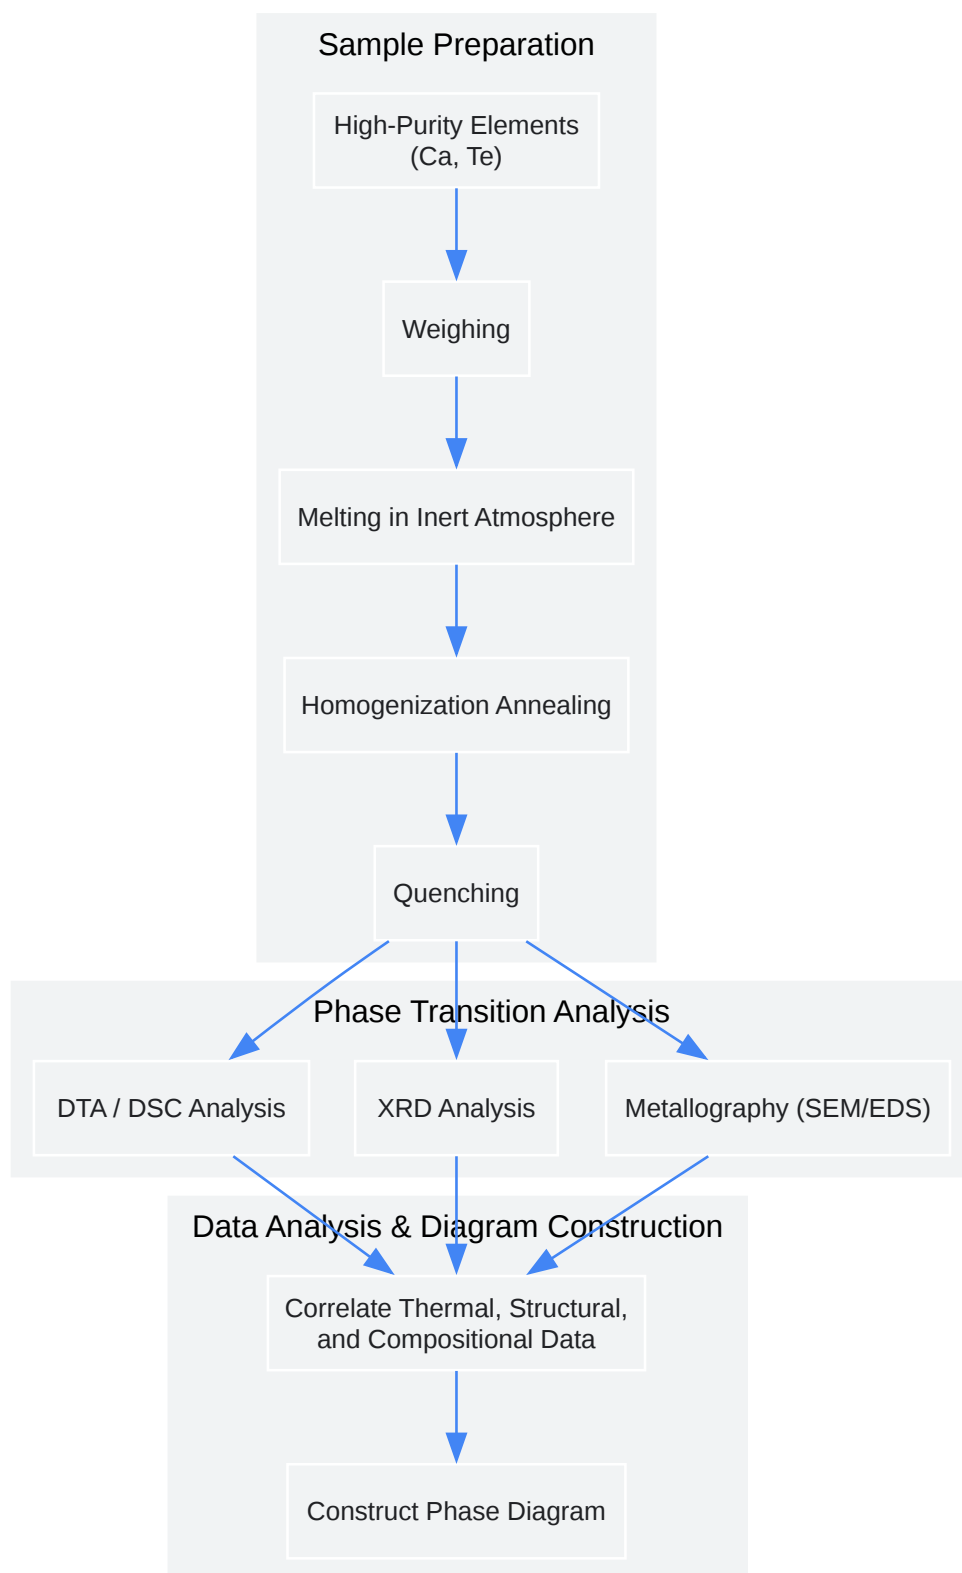 Sample Preparation
High-Purity Elements
(Ca, Te)
Weighing
Melting in Inert Atmosphere
Homogenization Annealing
Quenching
Phase Transition Analysis
DTA / DSC Analysis
XRD Analysis
Metallography (SEM/EDS)
Data Analysis & Diagram Construction
Correlate Thermal, Structural,
and Compositional Data
Construct Phase Diagram